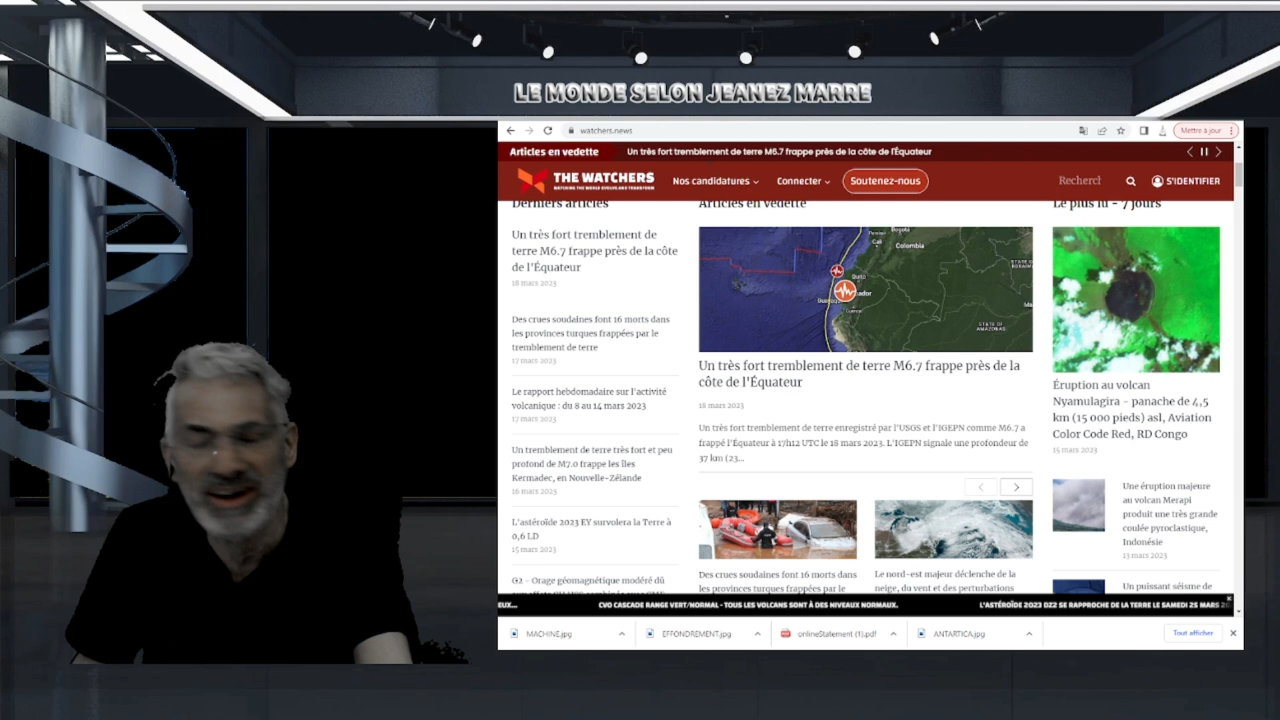 LE MONDE SELON JEANEZ MARRE
watchers.news
Mettre à jour
Articles en vedette
Un très fort tremblement de terre M6.7 frappe près de la côte de l'Équateur
THE WATCHERS
WATCHING THE WORLD EVOLVE AND TRANSFORM
Nos candidatures
Connecter
Soutenez-nous
Recherch
S'IDENTIFIER
Derniers articles
Un très fort tremblement de
terre M6.7 frappe près de la côte
de l'Équateur
18 mars 2023
Des crues soudaines font 16 morts dans
les provinces turques frappées par le
tremblement de terre
17 mars 2023
Le rapport hebdomadaire sur l'activité
volcanique : du 8 au 14 mars 2023
17 mars 2023
Un tremblement de terre très fort et peu
profond de M7.0 frappe les îles
Kermadec, en Nouvelle-Zélande
16 mars 2023
L'astéroïde 2023 EY survolera la Terre à
0,6 LD
15 mars 2023
G2 - Orage géomagnétique modéré dû
Articles en vedette
Bogotá
Cali
Colombia
Quito
STATE OF
AMAZONAS
Un très fort tremblement de terre M6.7 frappe près de la
côte de l'Équateur
18 mars 2023
Un très fort tremblement de terre enregistré par l'USGS et l'IGEPN comme M6.7 a
frappé l'Équateur à 17h12 UTC le 18 mars 2023. L'IGEPN signale une profondeur de
37 km (23...
Des crues soudaines font 16 morts dans
les provinces turques frappées par le
Le nord-est majeur déclenche de la
neige, du vent et des perturbations
Le plus lu - 7 jours
Éruption au volcan
Nyamulagira - panache de 4,5
km (15 000 pieds) asl, Aviation
Color Code Red, RD Congo
15 mars 2023
Une éruption majeure
au volcan Merapi
produit une très grande
coulée pyroclastique,
Indonésie
13 mars 2023
Un puissant séisme de
EUX... CVO CASCADE RANGE VERT/NORMAL - TOUS LES VOLCANS SONT À DES NIVEAUX NORMAUX. L'ASTÉROÏDE 2023 DZ2 SE RAPPROCHE DE LA TERRE LE SAMEDI 25 MARS
MACHINE.jpg
EFFONDREMENT.jpg
onlineStatement (1).pdf
ANTARTICA.jpg
Tout afficher